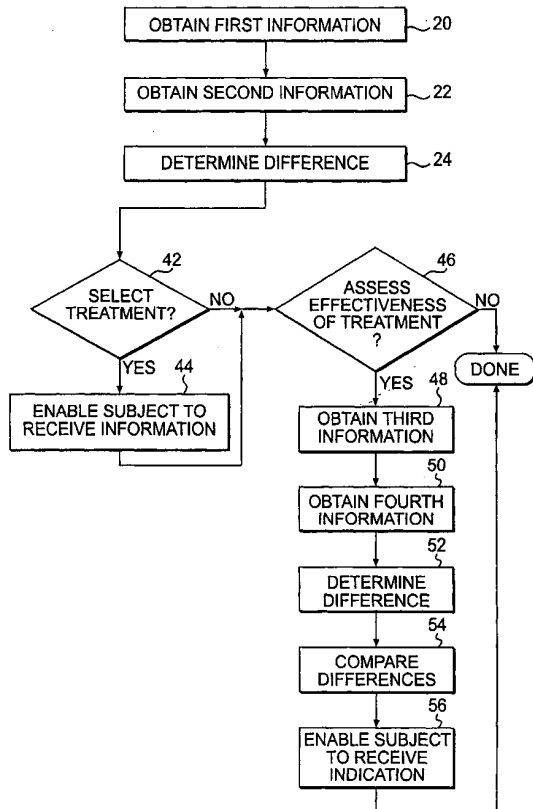 OBTAIN FIRST INFORMATION
20
OBTAIN SECOND INFORMATION
22
DETERMINE DIFFERENCE
24
42
SELECT
TREATMENT?
NO
YES
44
ENABLE SUBJECT TO
RECEIVE INFORMATION
46
ASSESS
EFFECTIVENESS
OF TREATMENT
?
NO
DONE
YES
48
OBTAIN THIRD
INFORMATION
50
OBTAIN FOURTH
INFORMATION
52
DETERMINE
DIFFERENCE
54
COMPARE
DIFFERENCES
56
ENABLE SUBJECT
TO RECEIVE
INDICATION